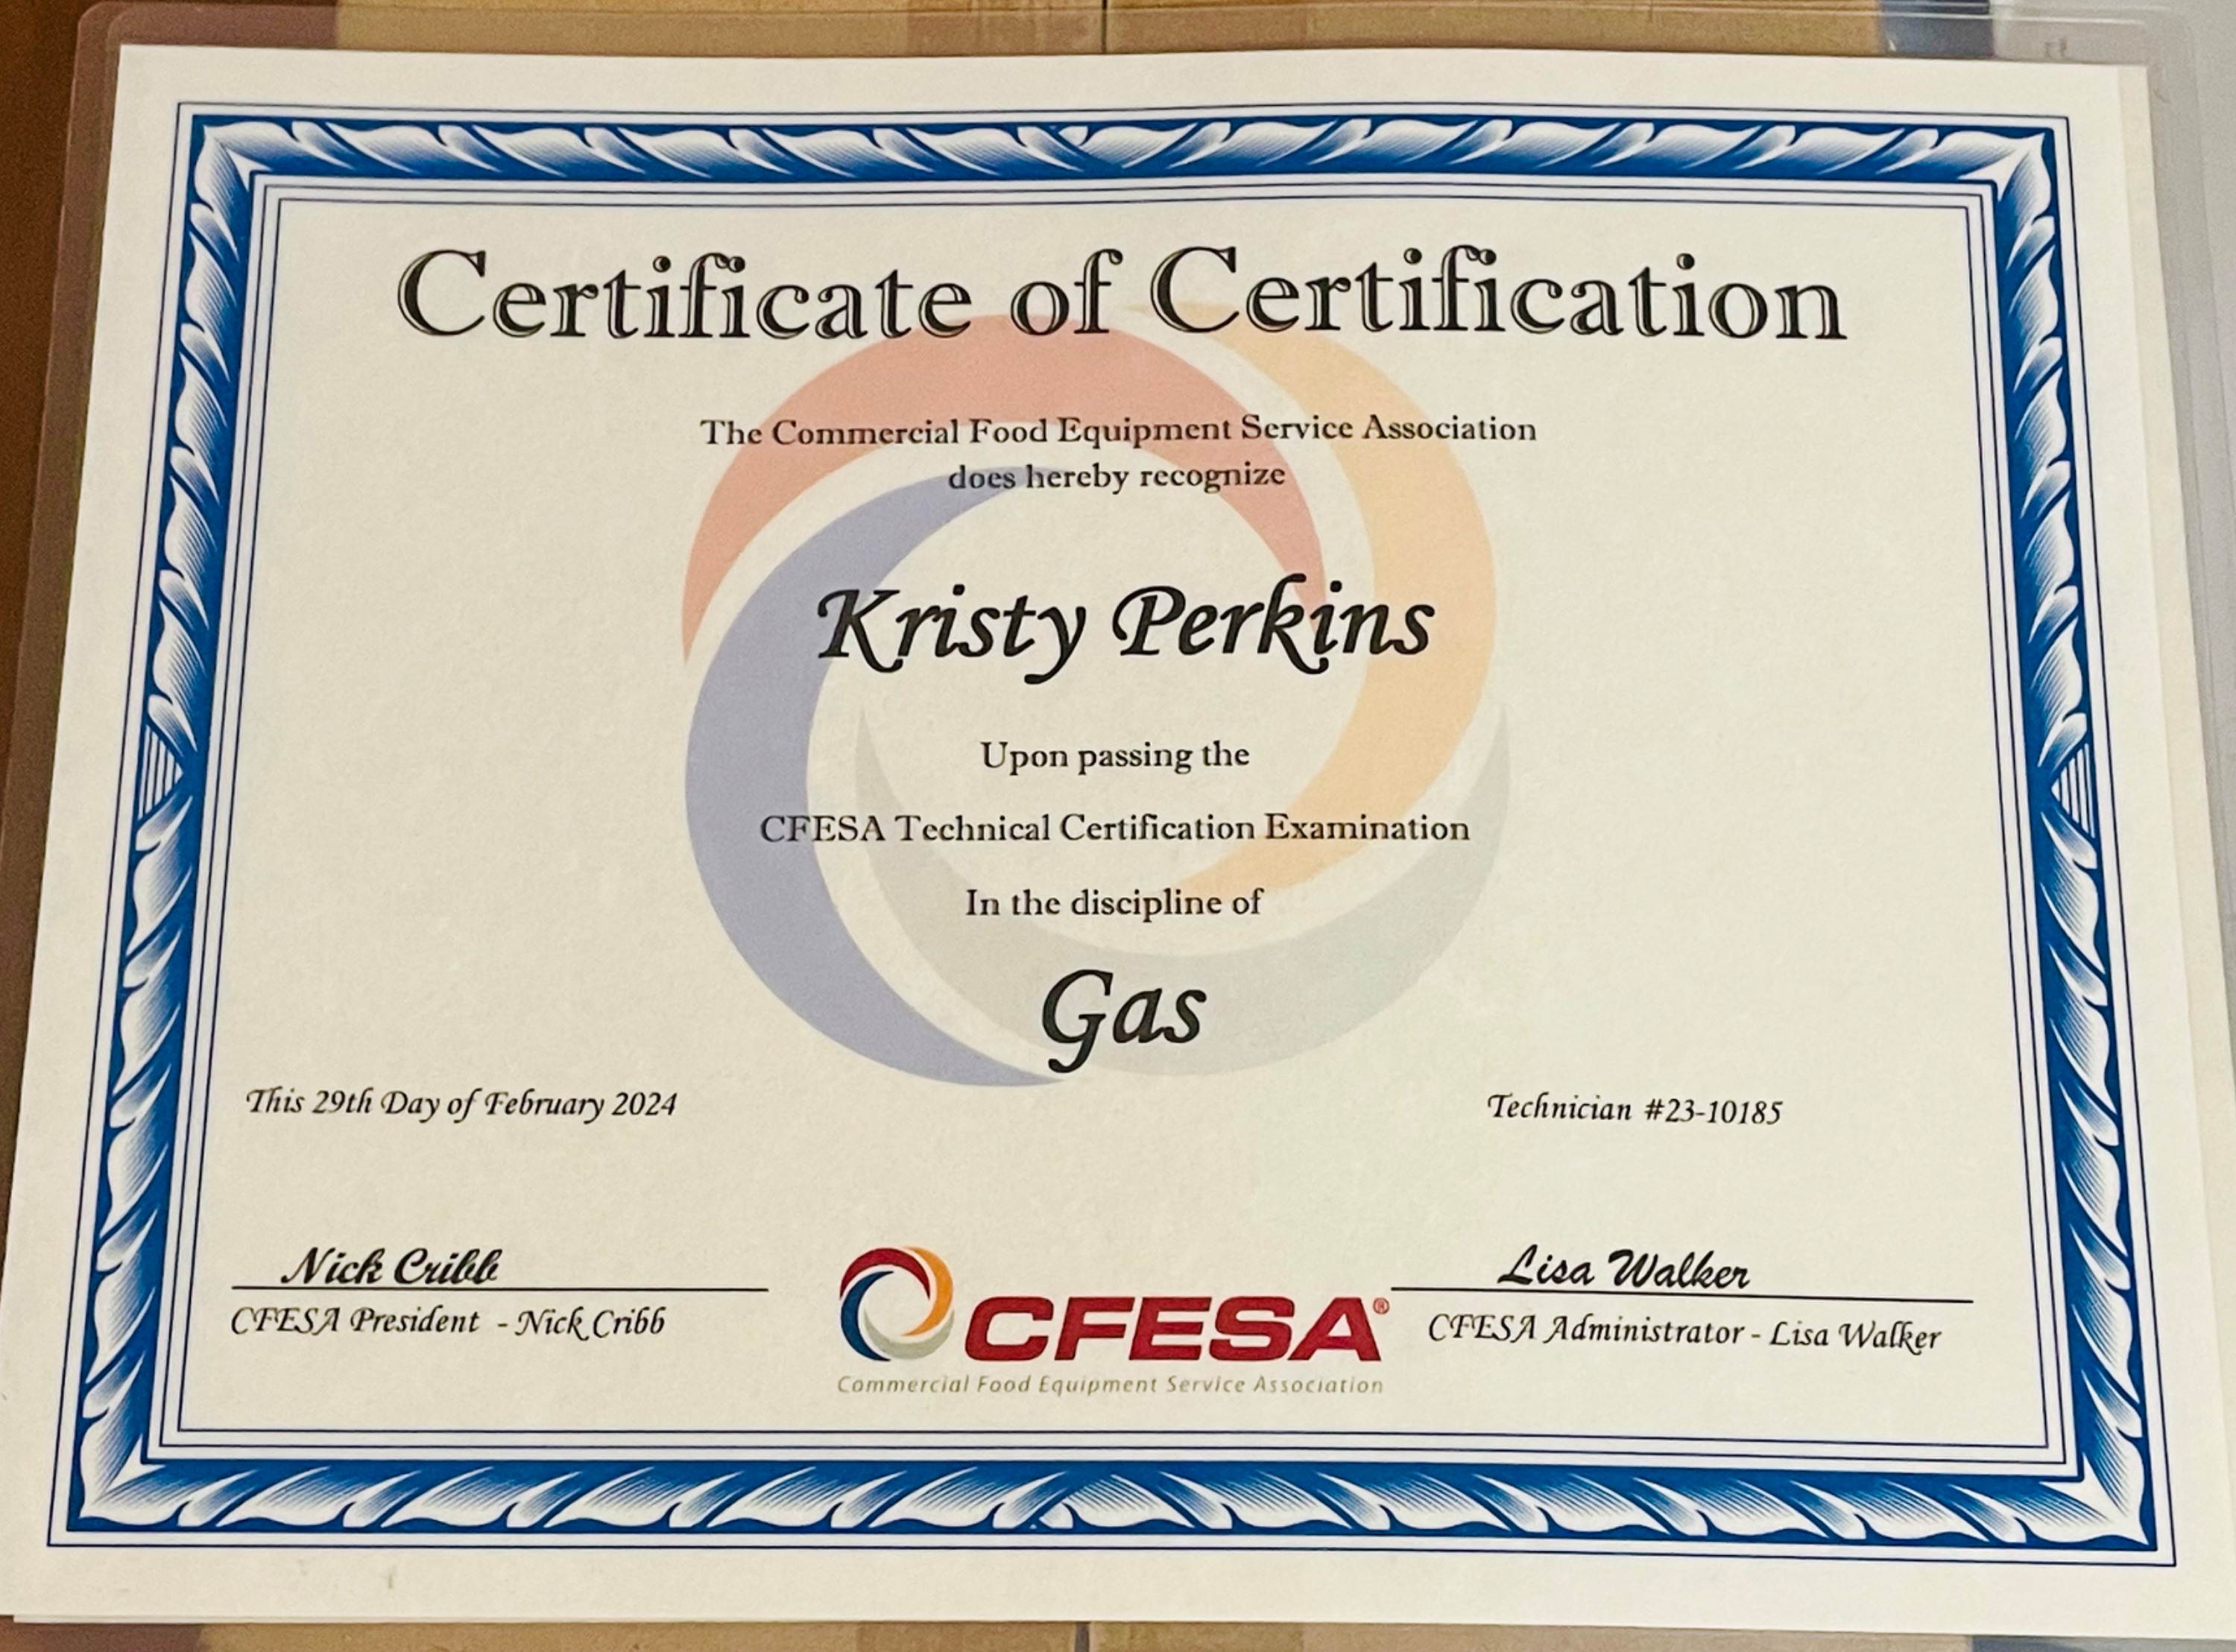 Certificate of Certification
The Commercial Food Equipment Service Association
does hereby recognize
Kristy Perkins
Upon passing the
CFESA Technical Certification Examination
In the discipline of
Gas
This 29th Day of February 2024
Technician #23-10185
Nick Cribb
CFESA President - Nick Cribb
Lisa Walker
CFESA Administrator - Lisa Walker
CFESA®
Commercial Food Equipment Service Association